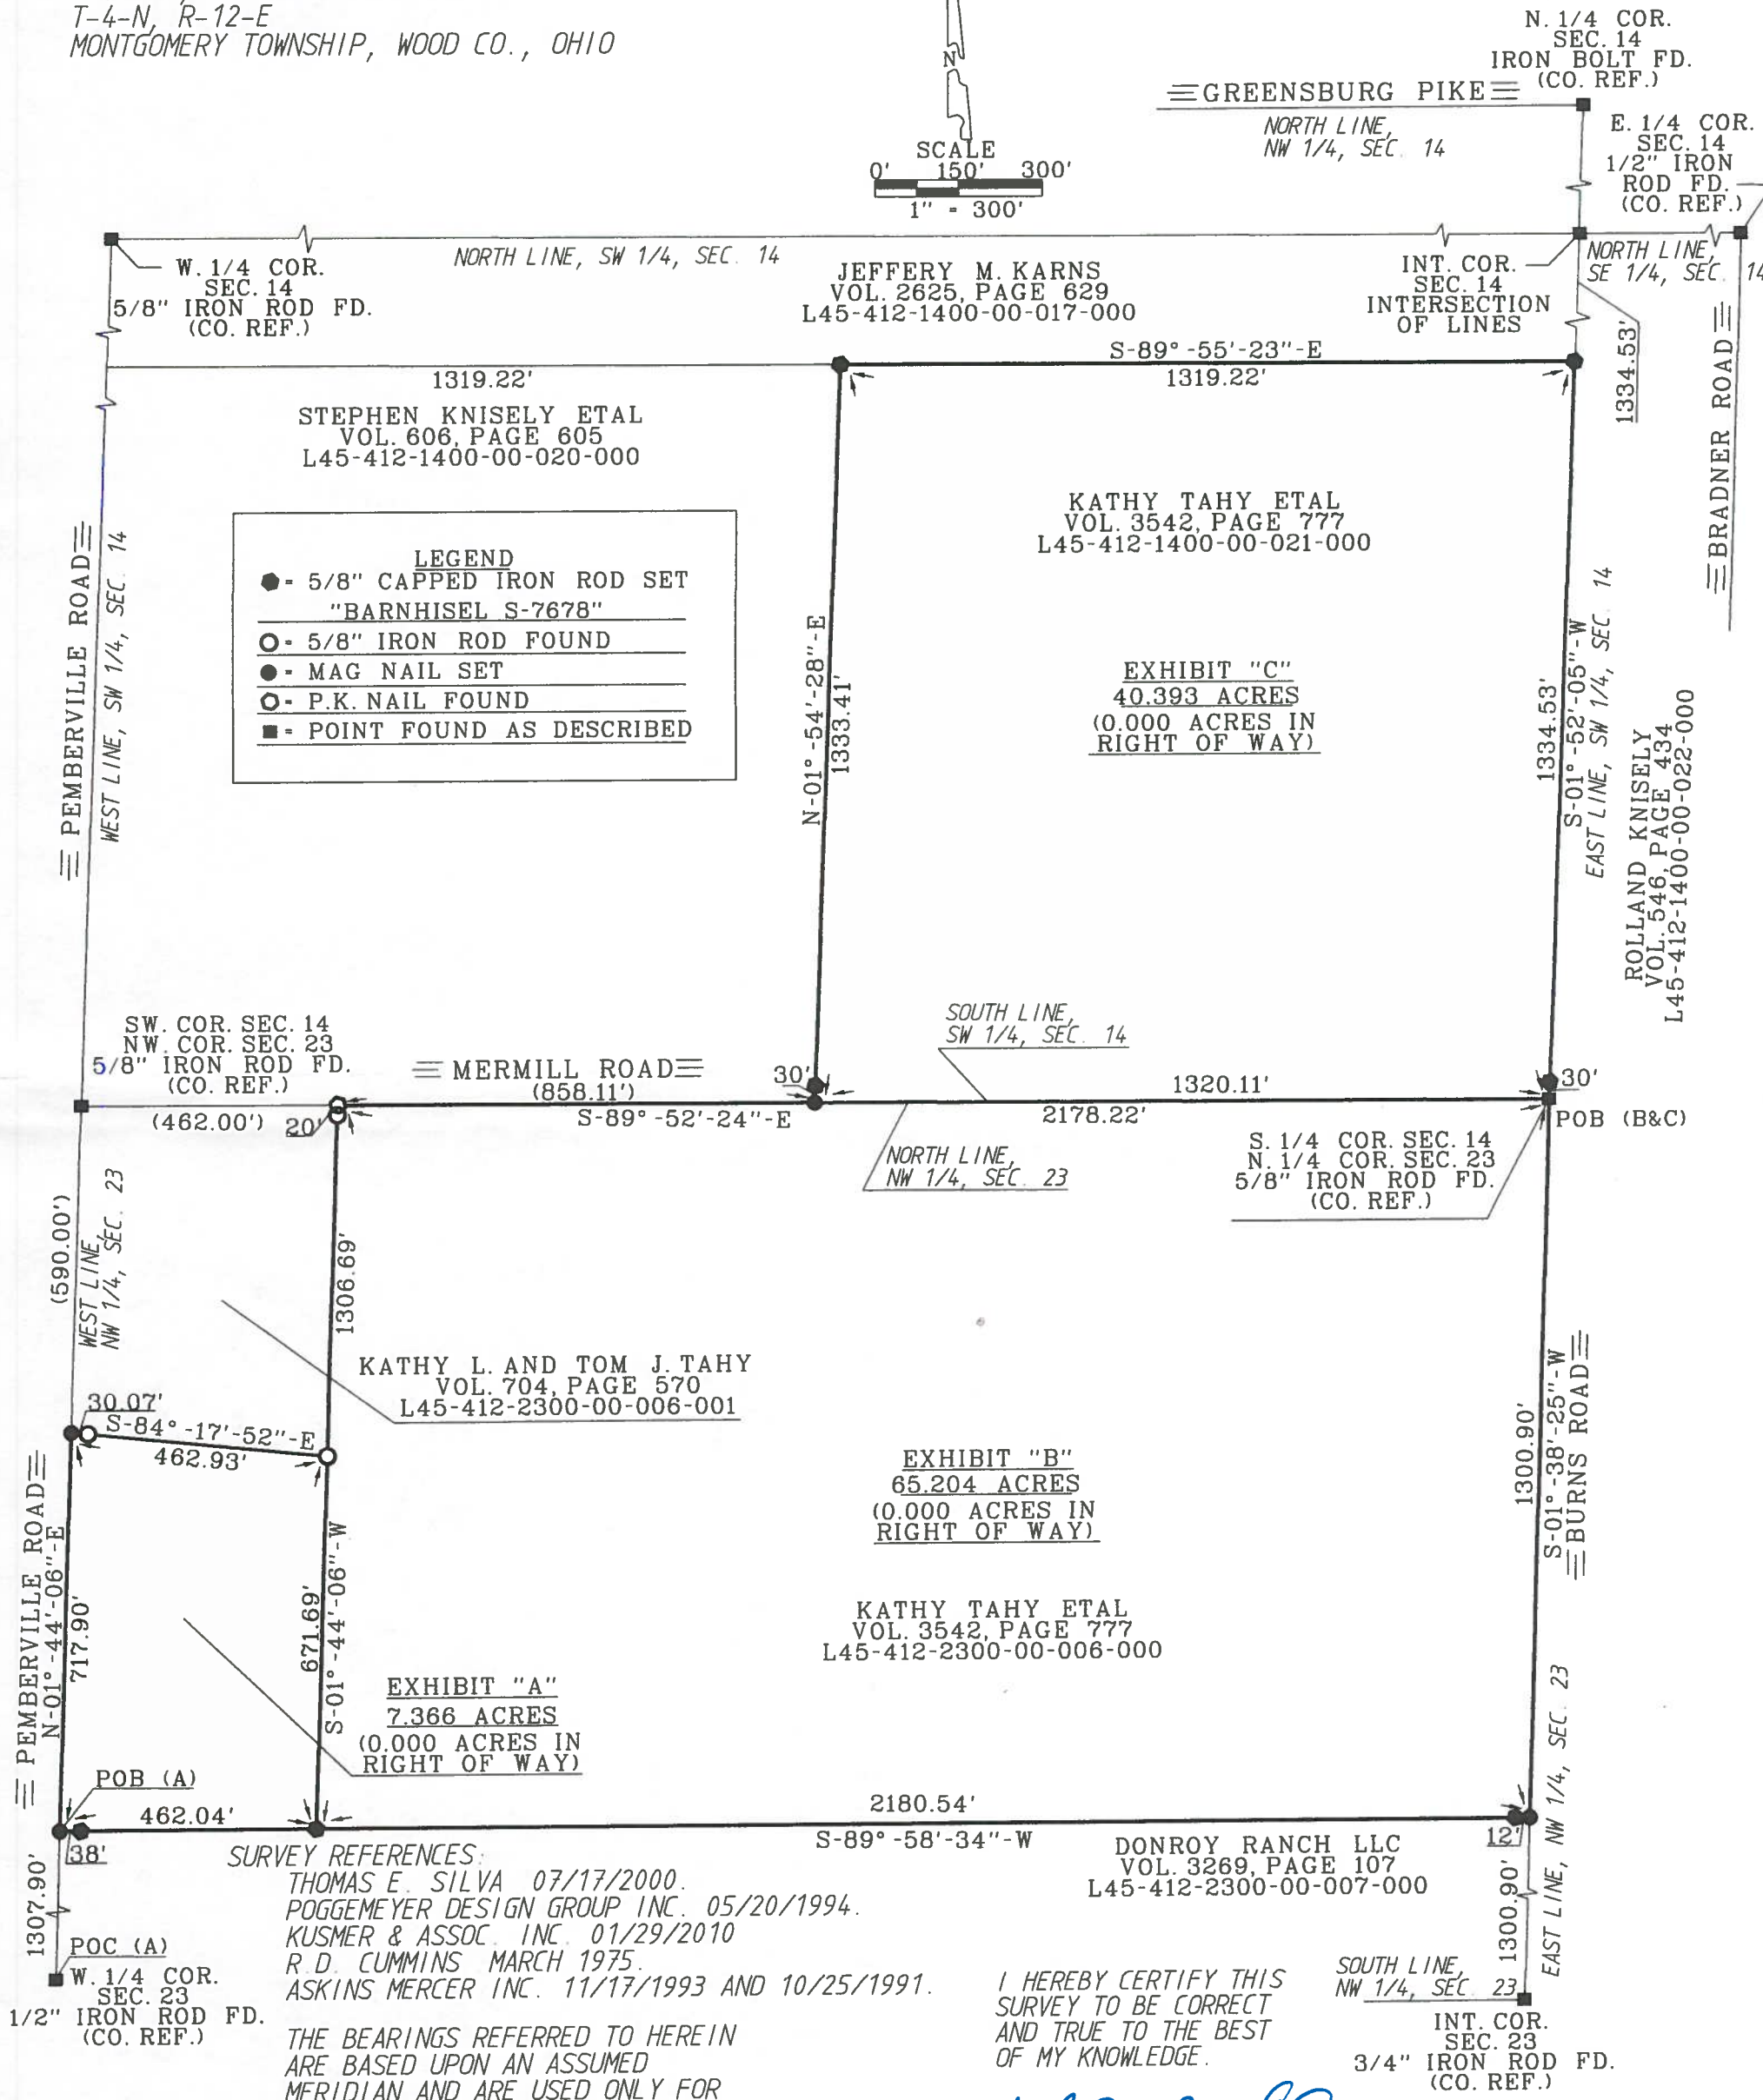 T-4-N, R-12-E
MONTGOMERY TOWNSHIP, WOOD CO., OHIO
N
SCALE
0' 150' 300'
1" = 300'
N. 1/4 COR.
SEC. 14
IRON BOLT FD.
(CO. REF.)
GREENSBURG PIKE
NORTH LINE,
NW 1/4, SEC. 14
E. 1/4 COR.
SEC. 14
1/2" IRON
ROD FD.
(CO. REF.)
W. 1/4 COR.
SEC. 14
5/8" IRON ROD FD.
(CO. REF.)
NORTH LINE, SW 1/4, SEC. 14
JEFFERY M. KARNS
VOL. 2625, PAGE 629
L45-412-1400-00-017-000
INT. COR.
SEC. 14
INTERSECTION
OF LINES
NORTH LINE,
SE 1/4, SEC. 14
1334.53'
BRADNER ROAD
1319.22'
S-89°-55'-23"-E
1319.22'
STEPHEN KNISELY ETAL
VOL. 606, PAGE 605
L45-412-1400-00-020-000
KATHY TAHY ETAL
VOL. 3542, PAGE 777
L45-412-1400-00-021-000
LEGEND
- 5/8" CAPPED IRON ROD SET
"BARNHISEL S-7678"
- 5/8" IRON ROD FOUND
- MAG NAIL SET
- P.K. NAIL FOUND
- POINT FOUND AS DESCRIBED
PEMBERVILLE ROAD
WEST LINE, SW 1/4, SEC. 14
N-01°-54'-28"-E
1333.41'
EXHIBIT "C"
40.393 ACRES
(0.000 ACRES IN
RIGHT OF WAY)
1334.53'
S-01°-52'-05"-W
EAST LINE, SW 1/4, SEC. 14
ROLLAND KNISELY
VOL. 546, PAGE 434
L45-412-1400-00-022-000
SW. COR. SEC. 14
NW. COR. SEC. 23
5/8" IRON ROD FD.
(CO. REF.)
MERMILL ROAD
(858.11')
S-89°-52'-24"-E
30'
SOUTH LINE,
SW 1/4, SEC. 14
1320.11'
2178.22'
30'
POB (B&C)
(462.00')
20'
NORTH LINE,
NW 1/4, SEC. 23
S. 1/4 COR. SEC. 14
N. 1/4 COR. SEC. 23
5/8" IRON ROD FD.
(CO. REF.)
(590.00')
WEST LINE,
NW 1/4, SEC. 23
1306.69'
KATHY L. AND TOM J. TAHY
VOL. 704, PAGE 570
L45-412-2300-00-006-001
30.07'
S-84°-17'-52"-E
462.93'
EXHIBIT "B"
65.204 ACRES
(0.000 ACRES IN
RIGHT OF WAY)
1300.90'
S-01°-38'-25"-W
BURNS ROAD
PEMBERVILLE ROAD
N-01°-44'-06"-E
717.90'
671.69'
S-01°-44'-06"-W
KATHY TAHY ETAL
VOL. 3542, PAGE 777
L45-412-2300-00-006-000
EXHIBIT "A"
7.366 ACRES
(0.000 ACRES IN
RIGHT OF WAY)
EAST LINE, NW 1/4, SEC. 23
POB (A)
462.04'
38'
2180.54'
S-89°-58'-34"-W
12'
DONROY RANCH LLC
VOL. 3269, PAGE 107
L45-412-2300-00-007-000
1307.90'
1300.90'
POC (A)
W. 1/4 COR.
SEC. 23
1/2" IRON ROD FD.
(CO. REF.)
SURVEY REFERENCES:
THOMAS E. SILVA 07/17/2000.
POGGEMEYER DESIGN GROUP INC. 05/20/1994.
KUSMER & ASSOC. INC. 01/29/2010
R.D. CUMMINS MARCH 1975.
ASKINS MERCER INC. 11/17/1993 AND 10/25/1991.
THE BEARINGS REFERRED TO HEREIN
ARE BASED UPON AN ASSUMED
MERIDIAN AND ARE USED ONLY FOR
I HEREBY CERTIFY THIS
SURVEY TO BE CORRECT
AND TRUE TO THE BEST
OF MY KNOWLEDGE.
SOUTH LINE,
NW 1/4, SEC. 23
INT. COR.
SEC. 23
3/4" IRON ROD FD.
(CO. REF.)